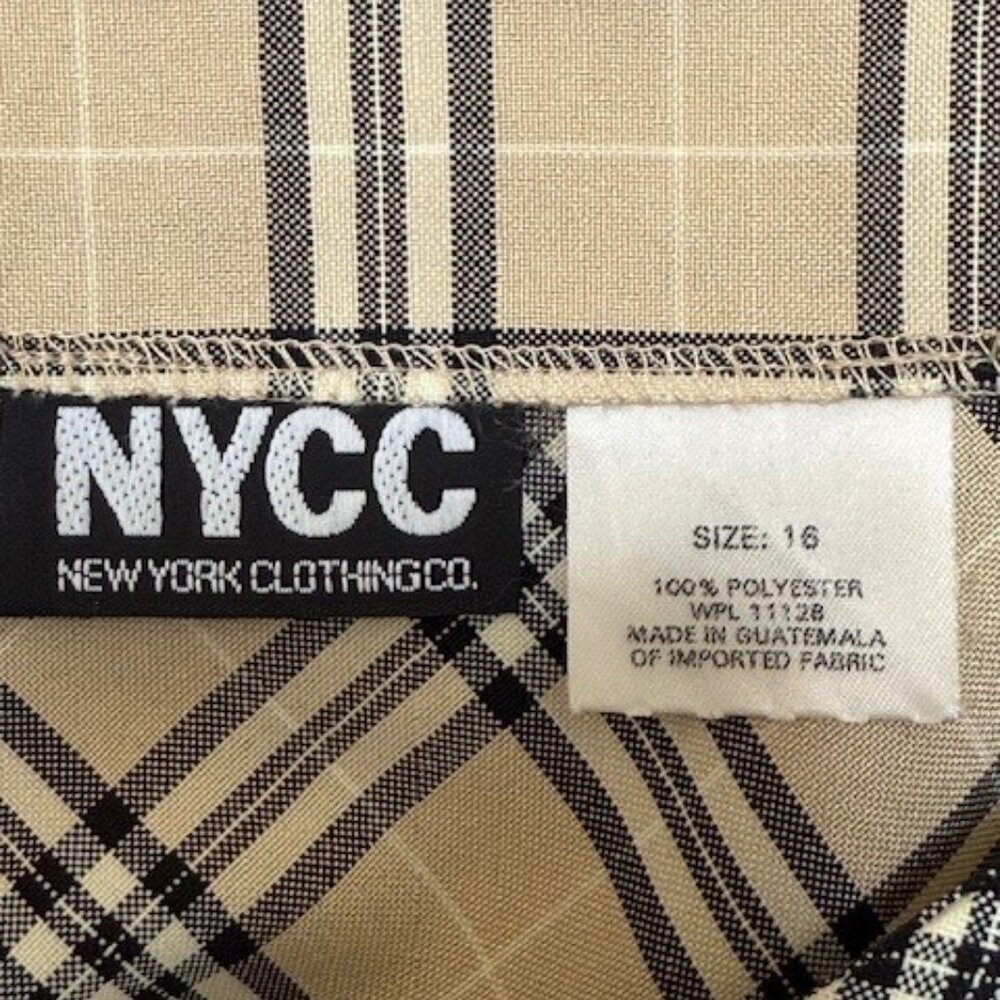 NYCC
NEW YORK CLOTHING CO.
SIZE: 16
100% POLYESTER
WPL 11128
MADE IN GUATEMALA
OF IMPORTED FABRIC